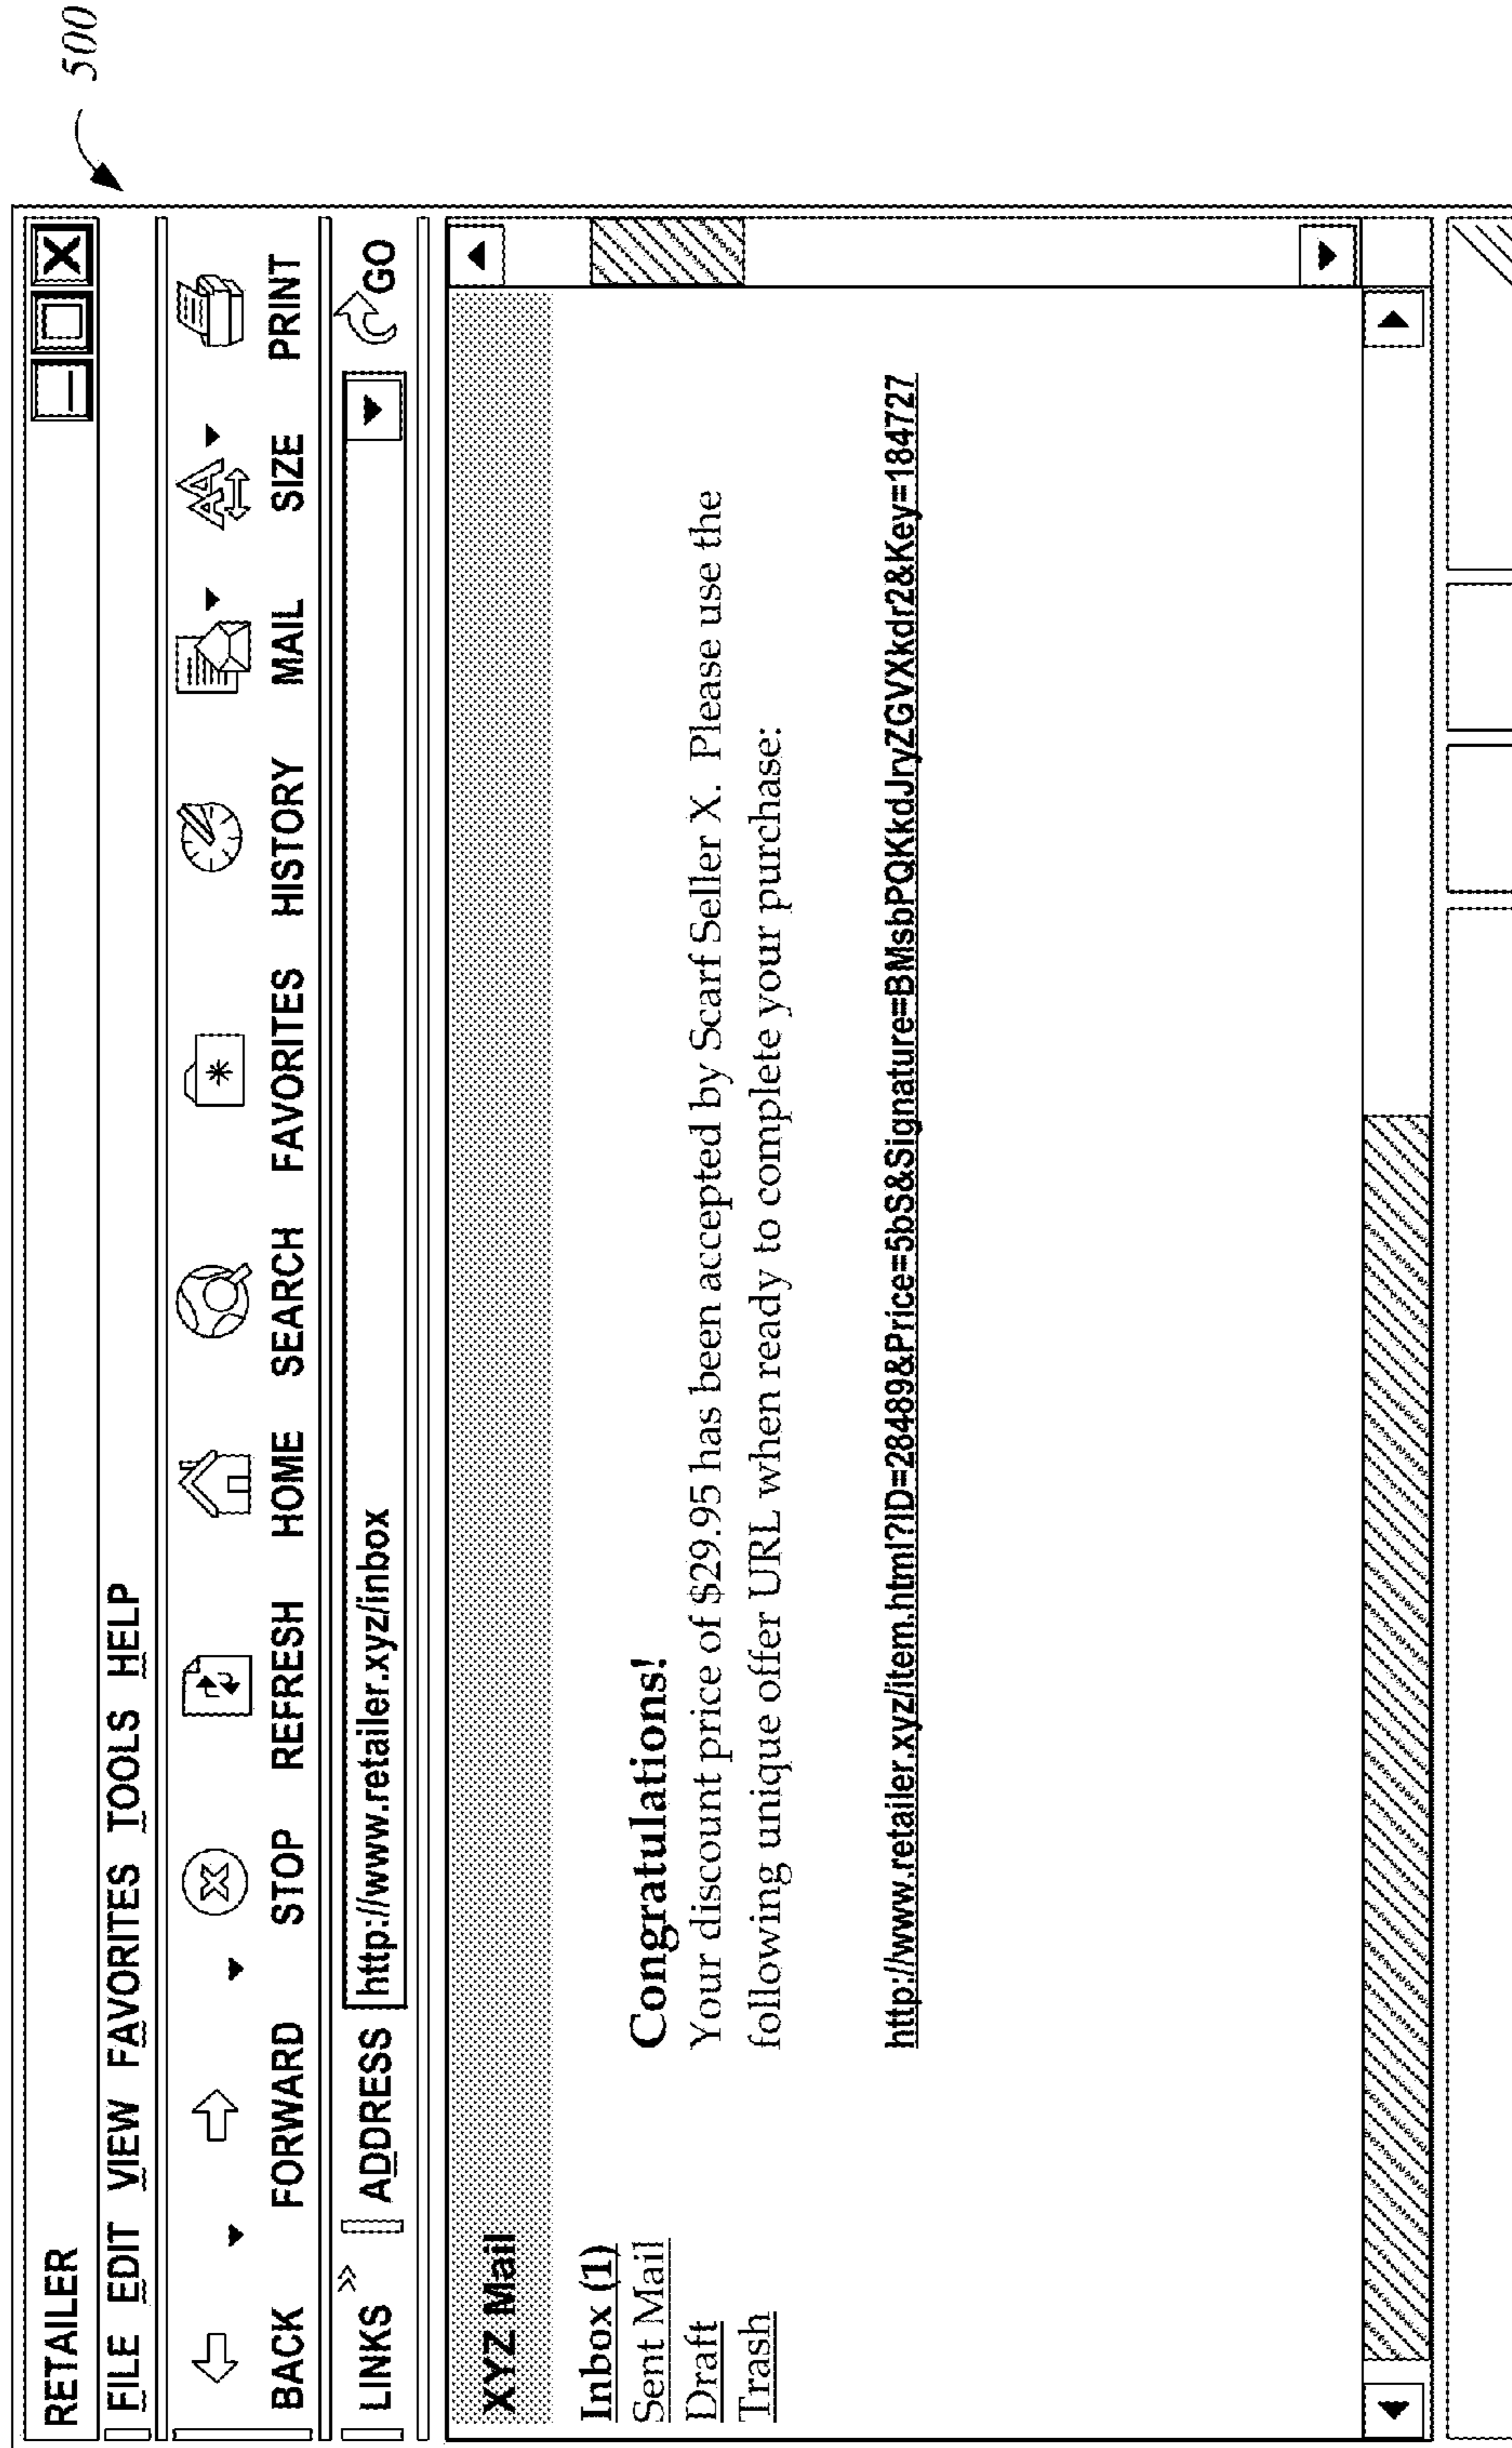 500
RETAILER
FILE EDIT VIEW FAVORITES TOOLS HELP
BACK FORWARD STOP REFRESH HOME SEARCH FAVORITES HISTORY MAIL SIZE PRINT
LINKS » ADDRESS http://www.retailer.xyz/inbox GO
XYZ Mail
Inbox (1)
Sent Mail
Draft
Trash
Congratulations!
Your discount price of $29.95 has been accepted by Scarf Seller X. Please use the
following unique offer URL when ready to complete your purchase:
http://www.retailer.xyz/item.html?ID=28489&Price=5bS&Signature=BMsbPQKkdJryZGVXkdr2&Key=184727